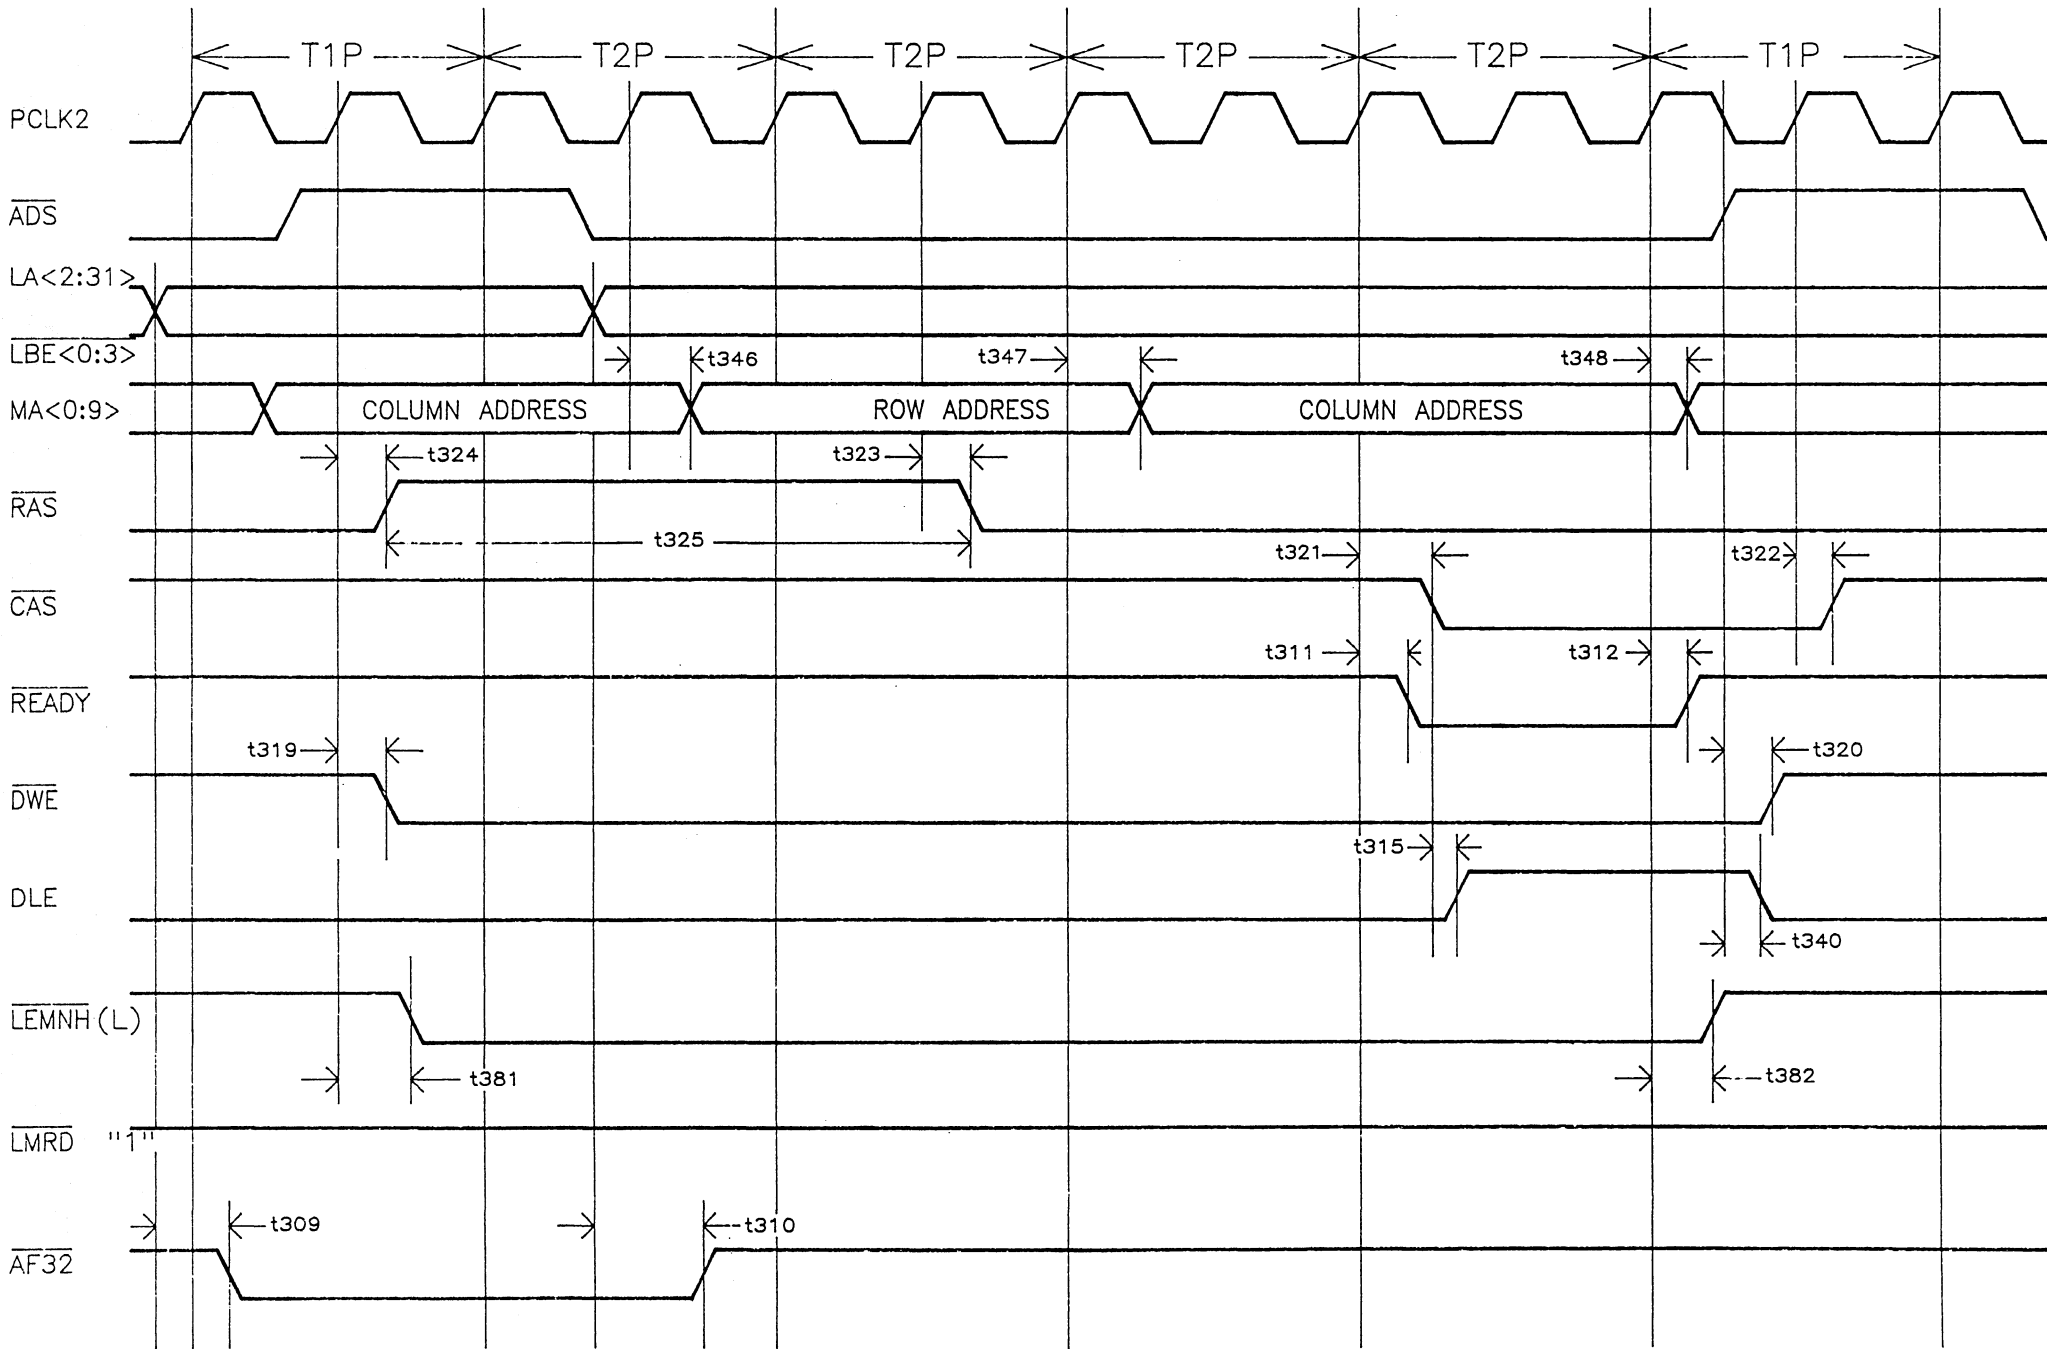 T1P T2P T2P T2P T2P T1P
PCLK2
ADS
LA<2:31>
LBE<0:3>
t346 t347 t348
MA<0:9> COLUMN ADDRESS ROW ADDRESS COLUMN ADDRESS
t324 t323
RAS
t325
t321 t322
CAS
t311 t312
READY
t319 t320
DWE
t315
DLE
t340
LEMNH (L)
t381 t382
LMRD "1"
t309 t310
AF32